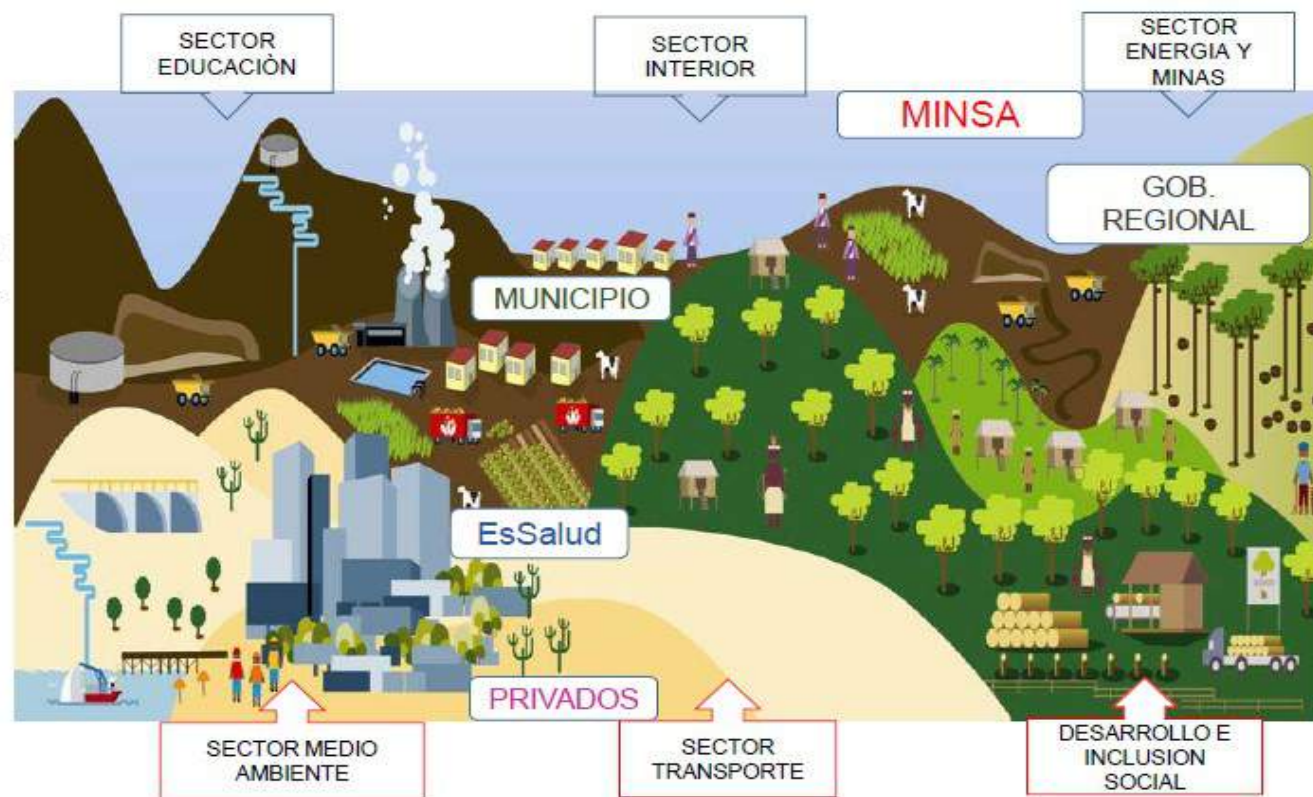 SECTOR
EDUCACIÒN
SECTOR
INTERIOR
SECTOR
ENERGIA Y
MINAS
MINSA
GOB.
REGIONAL
MUNICIPIO
EsSalud
PRIVADOS
SECTOR MEDIO
AMBIENTE
SECTOR
TRANSPORTE
DESARROLLO E
INCLUSION
SOCIAL